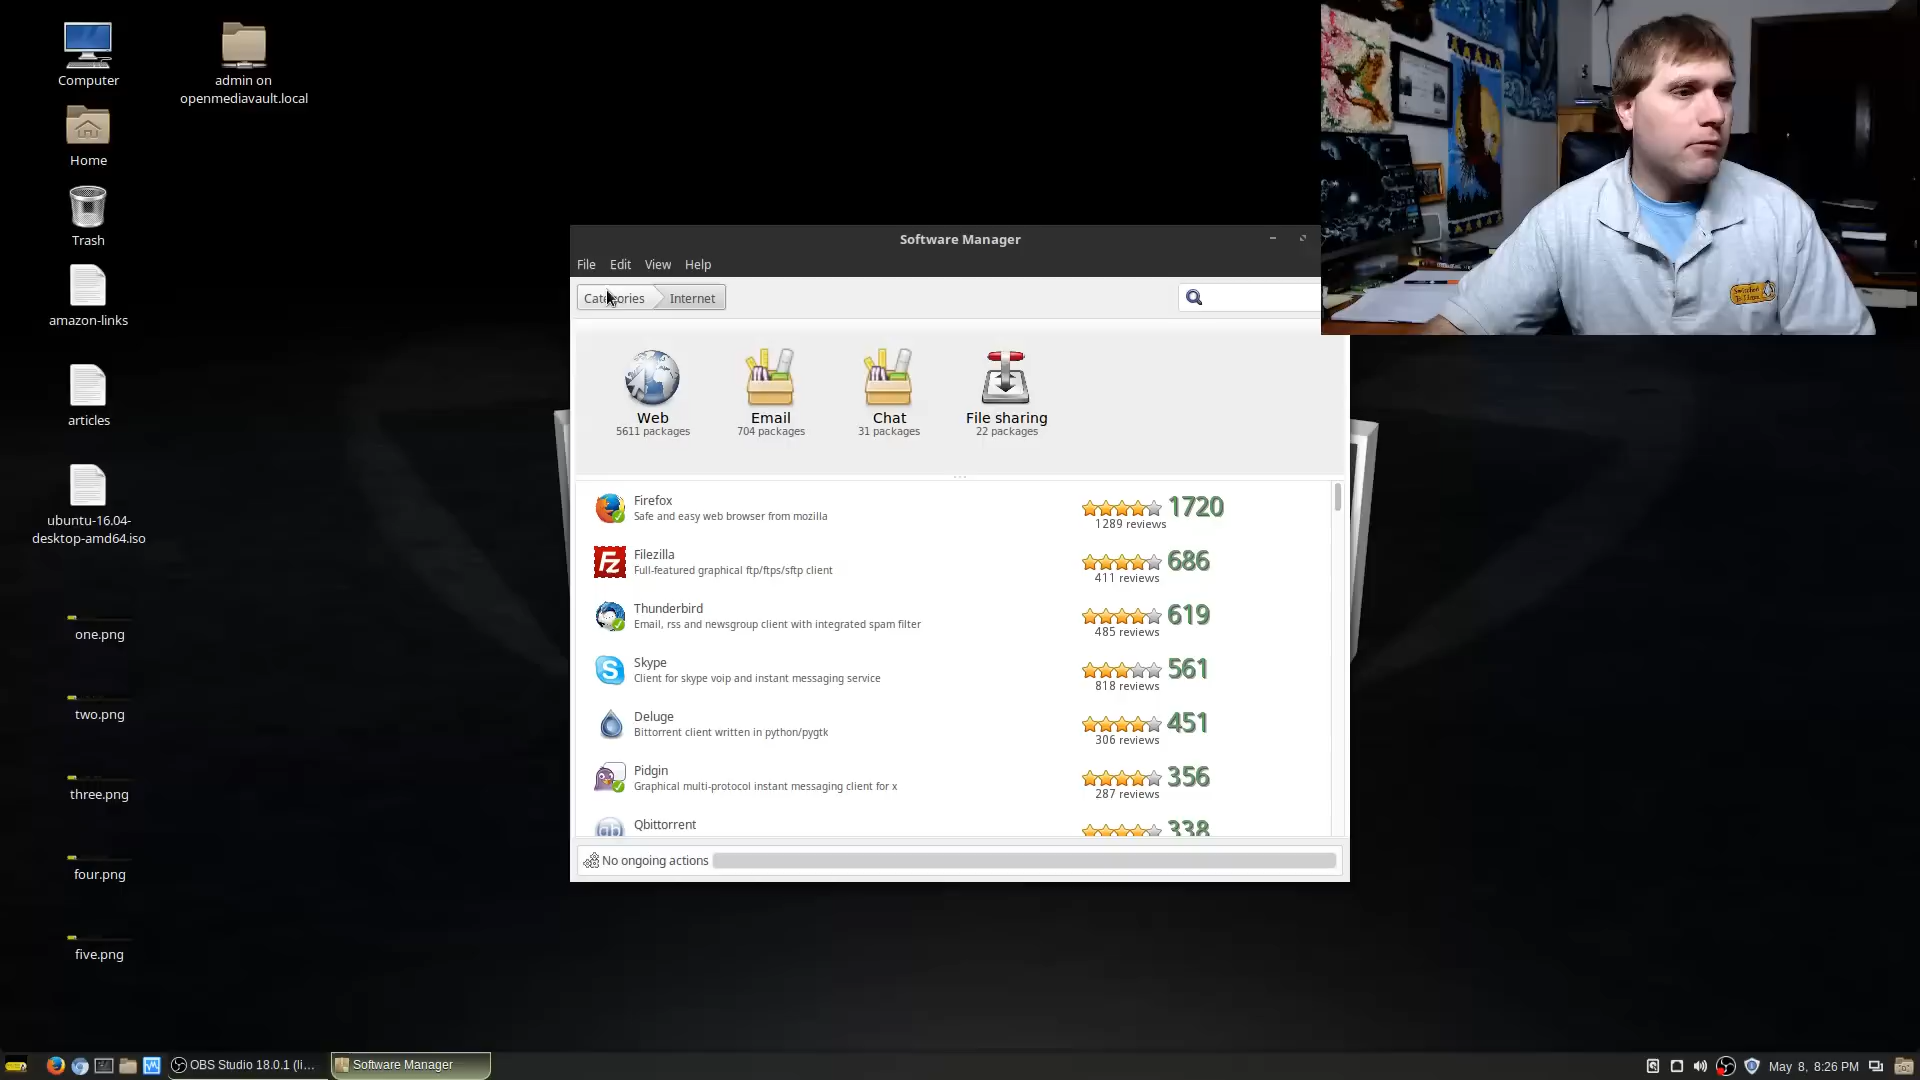 Computer
admin on
openmediavault.local
Home
Trash
amazon-links
articles
ubuntu-16.04-
desktop-amd64.iso
one.png
two.png
three.png
four.png
five.png
Software Manager
File Edit View Help
Categories Internet
Web
5611 packages
Email
704 packages
Chat
31 packages
File sharing
22 packages
Firefox
Safe and easy web browser from mozilla
1720
1289 reviews
Filezilla
Full-featured graphical ftp/ftps/sftp client
686
411 reviews
Thunderbird
Email, rss and newsgroup client with integrated spam filter
619
485 reviews
Skype
Client for skype voip and instant messaging service
561
818 reviews
Deluge
Bittorrent client written in python/pygtk
451
306 reviews
Pidgin
Graphical multi-protocol instant messaging client for x
356
287 reviews
Qbittorrent
338
No ongoing actions
OBS Studio 18.0.1 (li...
Software Manager
May 8, 8:26 PM